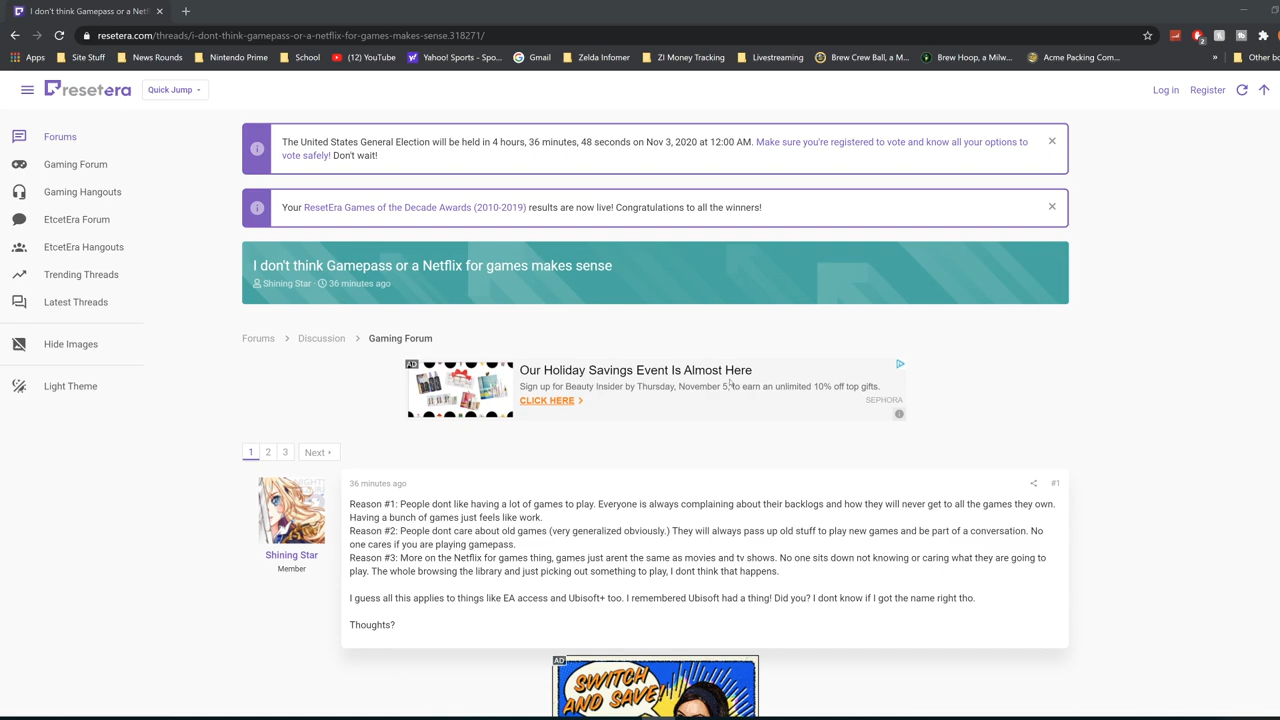 I don't think Gamepass or a Netf
resetera.com/threads/i-dont-think-gamepass-or-a-netflix-for-games-makes-sense.318271/
Apps Site Stuff News Rounds Nintendo Prime School (12) YouTube Yahoo! Sports - Spo... Gmail Zelda Infomer ZI Money Tracking Livestreaming Brew Crew Ball, a M... Brew Hoop, a Milw... Acme Packing Com... » Other bo
resetera Quick Jump Log in Register
Forums
Gaming Forum
Gaming Hangouts
EtcetEra Forum
EtcetEra Hangouts
Trending Threads
Latest Threads
Hide Images
Light Theme
The United States General Election will be held in 4 hours, 36 minutes, 48 seconds on Nov 3, 2020 at 12:00 AM. Make sure you're registered to vote and know all your options to
vote safely! Don't wait!
Your ResetEra Games of the Decade Awards (2010-2019) results are now live! Congratulations to all the winners!
I don't think Gamepass or a Netflix for games makes sense
Shining Star · 36 minutes ago
Forums > Discussion > Gaming Forum
AD
Our Holiday Savings Event Is Almost Here
Sign up for Beauty Insider by Thursday, November 5, to earn an unlimited 10% off top gifts.
CLICK HERE >
SEPHORA
1 2 3 Next
36 minutes ago #1
Shining Star
Member
Reason #1: People dont like having a lot of games to play. Everyone is always complaining about their backlogs and how they will never get to all the games they own.
Having a bunch of games just feels like work.
Reason #2: People dont care about old games (very generalized obviously.) They will always pass up old stuff to play new games and be part of a conversation. No
one cares if you are playing gamepass.
Reason #3: More on the Netflix for games thing, games just arent the same as movies and tv shows. No one sits down not knowing or caring what they are going to
play. The whole browsing the library and just picking out something to play, I dont think that happens.
I guess all this applies to things like EA access and Ubisoft+ too. I remembered Ubisoft had a thing! Did you? I dont know if I got the name right tho.
Thoughts?
AD
SWITCH
AND SAVE!